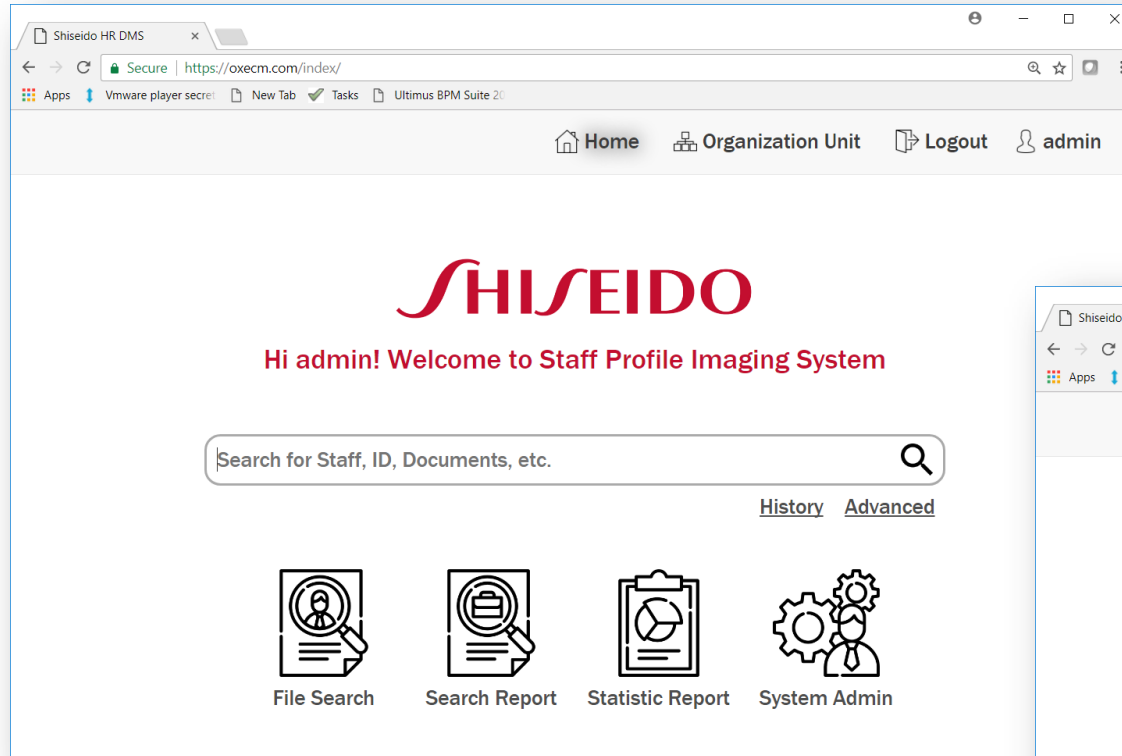 Shiseido HR DMS
Secure | https://oxecm.com/index/
Apps Vmware player secret New Tab Tasks Ultimus BPM Suite 20
Home Organization Unit Logout admin
SHISEIDO
Hi admin! Welcome to Staff Profile Imaging System
Search for Staff, ID, Documents, etc.
History Advanced
File Search Search Report Statistic Report System Admin
Shiseido
Apps